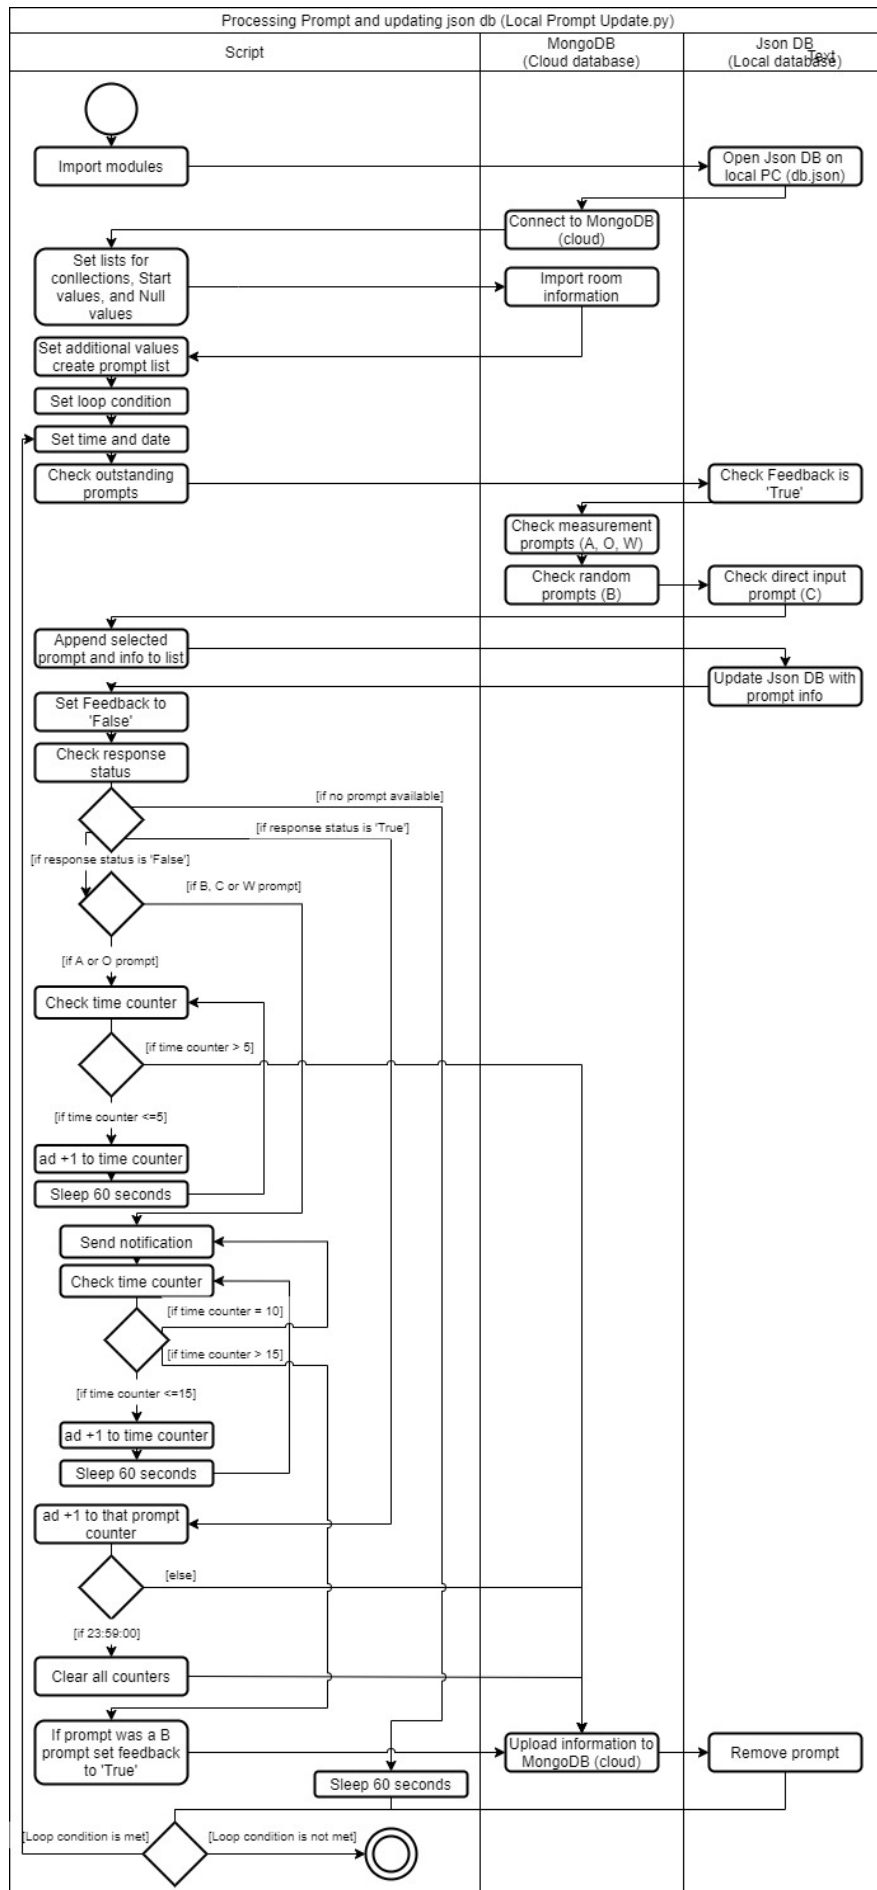 Processing Prompt and updating json db (Local Prompt Update.py)
Script
MongoDB
(Cloud database)
Json DB
(Local database)
Text
Import modules
Open Json DB on
local PC (db.json)
Connect to MongoDB
(cloud)
Set lists for
conllections, Start
values, and Null
values
Import room
information
Set additional values
create prompt list
Set loop condition
Set time and date
Check outstanding
prompts
Check Feedback is
'True'
Check measurement
prompts (A, O, W)
Check random
prompts (B)
Check direct input
prompt (C)
Append selected
prompt and info to list
Update Json DB with
prompt info
Set Feedback to
'False'
Check response
status
[if no prompt available]
[if response status is 'True']
[if response status is 'False']
[if B, C or W prompt]
[if A or O prompt]
Check time counter
[if time counter > 5]
[if time counter <=5]
ad +1 to time counter
Sleep 60 seconds
Send notification
Check time counter
[if time counter = 10]
[if time counter > 15]
[if time counter <=15]
ad +1 to time counter
Sleep 60 seconds
ad +1 to that prompt
counter
[else]
[if 23:59:00]
Clear all counters
If prompt was a B
prompt set feedback
to 'True'
Upload information to
MongoDB (cloud)
Remove prompt
Sleep 60 seconds
[Loop condition is met]
[Loop condition is not met]